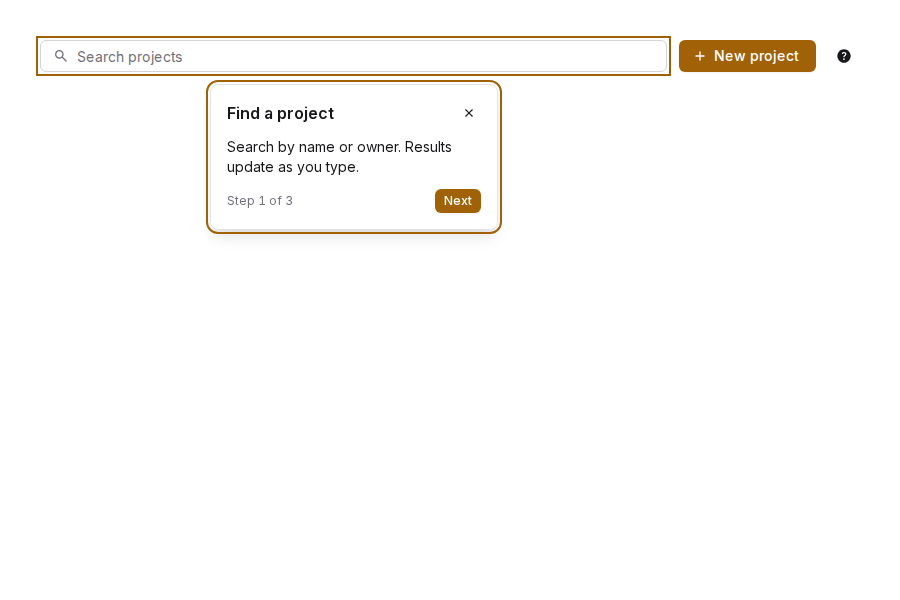 Search projects
New project
Find a project
Search by name or owner. Results
update as you type.
Step 1 of 3
Next